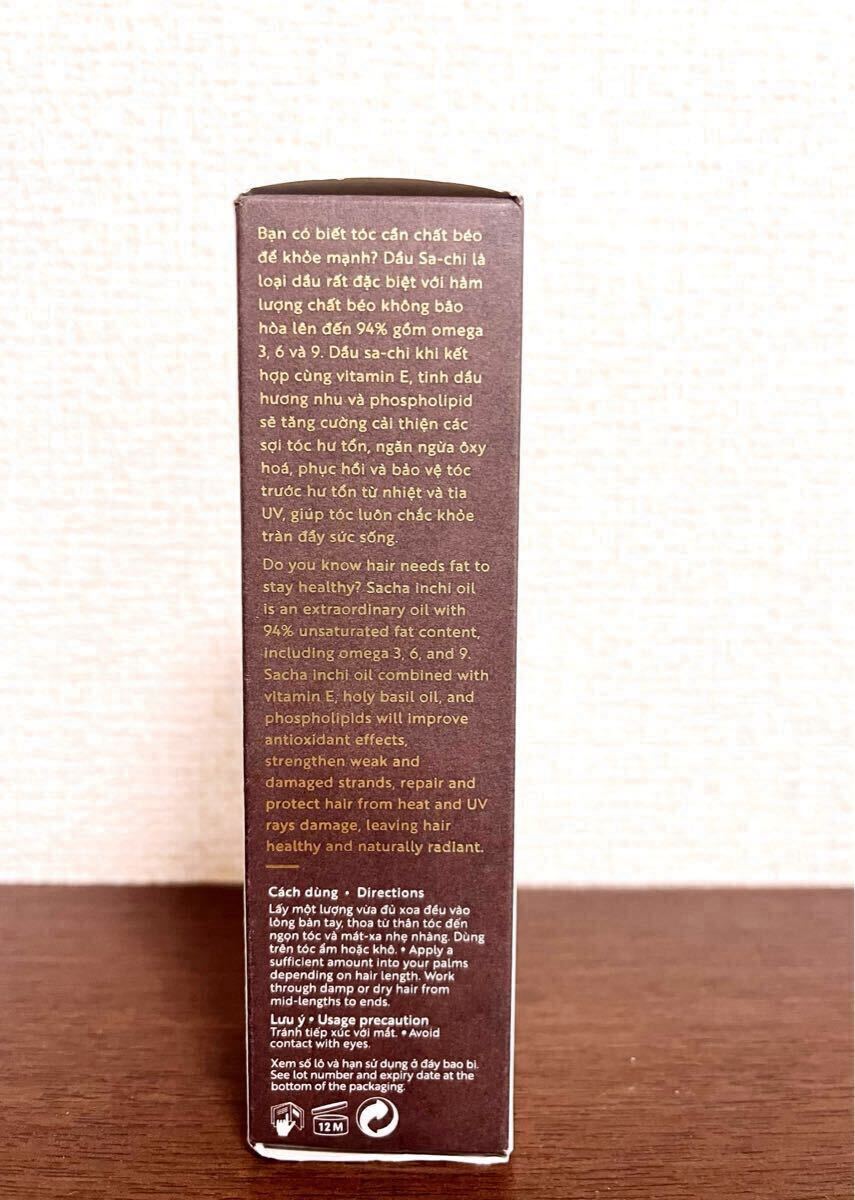 Bạn có biết tóc cần chất béo
để khỏe mạnh? Dầu Sa-chi là
loại dầu rất đặc biệt với hàm
lượng chất béo không bão
hòa lên đến 94% gồm omega
3, 6 và 9. Dầu sa-chi khi kết
hợp cùng vitamin E, tinh dầu
hương nhu và phospholipid
sẽ tăng cường cải thiện các
sợi tóc hư tổn, ngăn ngừa ôxy
hoá, phục hồi và bảo vệ tóc
trước hư tổn từ nhiệt và tia
UV, giúp tóc luôn chắc khỏe
tràn đầy sức sống.
Do you know hair needs fat to
stay healthy? Sacha inchi oil
is an extraordinary oil with
94% unsaturated fat content,
including omega 3, 6, and 9.
Sacha inchi oil combined with
vitamin E, holy basil oil, and
phospholipids will improve
antioxidant effects,
strengthen weak and
damaged strands, repair and
protect hair from heat and UV
rays damage, leaving hair
healthy and naturally radiant.
Cách dùng • Directions
Lấy một lượng vừa đủ xoa đều vào
lòng bàn tay, thoa từ thân tóc đến
ngọn tóc và mát-xa nhẹ nhàng. Dùng
trên tóc ẩm hoặc khô. • Apply a
sufficient amount into your palms
depending on hair length. Work
through damp or dry hair from
mid-lengths to ends.
Lưu ý • Usage precaution
Tránh tiếp xúc với mắt. • Avoid
contact with eyes.
Xem số lô và hạn sử dụng ở đáy bao bì.
See lot number and expiry date at the
bottom of the packaging.
12 M